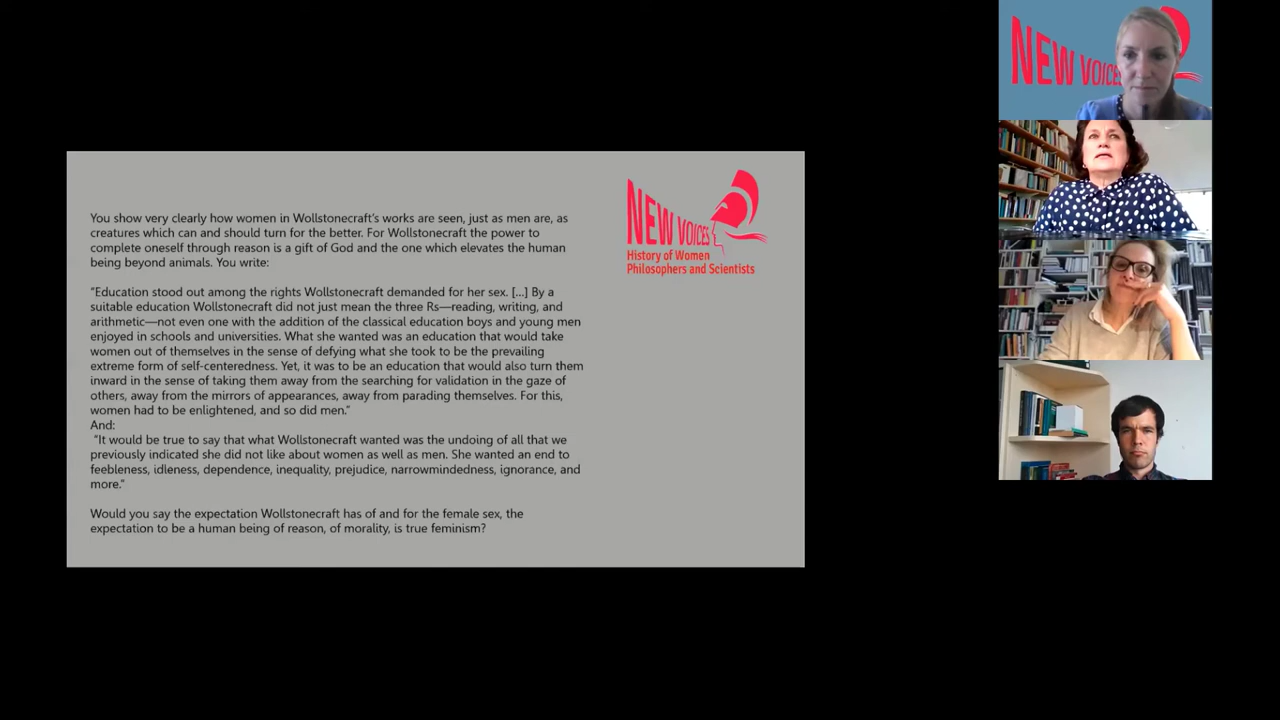 You show very clearly how women in Wollstonecraft's works are seen, just as men are, as
creatures which can and should turn for the better. For Wollstonecraft the power to
complete oneself through reason is a gift of God and the one which elevates the human
being beyond animals. You write:
“Education stood out among the rights Wollstonecraft demanded for her sex. [...] By a
suitable education Wollstonecraft did not just mean the three Rs—reading, writing, and
arithmetic—not even one with the addition of the classical education boys and young men
enjoyed in schools and universities. What she wanted was an education that would take
women out of themselves in the sense of defying what she took to be the prevailing
extreme form of self-centeredness. Yet, it was to be an education that would also turn them
inward in the sense of taking them away from the searching for validation in the gaze of
others, away from the mirrors of appearances, away from parading themselves. For this,
women had to be enlightened, and so did men.”
And:
“It would be true to say that what Wollstonecraft wanted was the undoing of all that we
previously indicated she did not like about women as well as men. She wanted an end to
feebleness, idleness, dependence, inequality, prejudice, narrowmindedness, ignorance, and
more.”
Would you say the expectation Wollstonecraft has of and for the female sex, the
expectation to be a human being of reason, of morality, is true feminism?
NEW VOICES
History of Women
Philosophers and Scientists
NEW VOICES